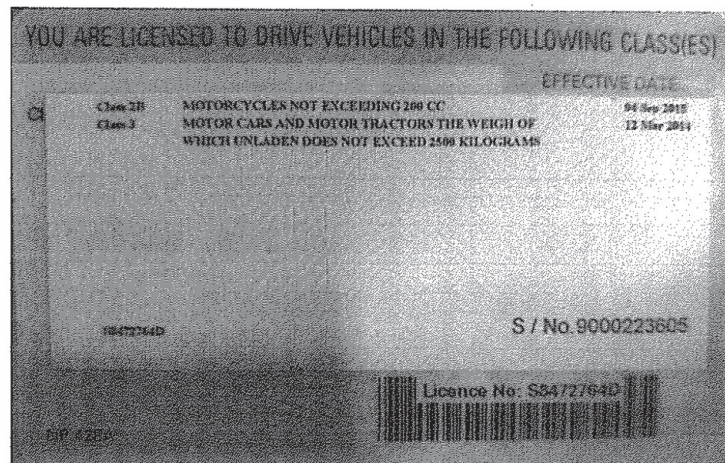 YOU ARE LICENSED TO DRIVE VEHICLES IN THE FOLLOWING CLASS(ES)
EFFECTIVE DATE
Class 2B MOTORCYCLES NOT EXCEEDING 200 CC 04 Sep 2015
Class 3 MOTOR CARS AND MOTOR TRACTORS THE WEIGH OF 12 Mar 2014
WHICH UNLADEN DOES NOT EXCEED 2500 KILOGRAMS
S8472764D
S / No.9000223605
Licence No: S8472764D